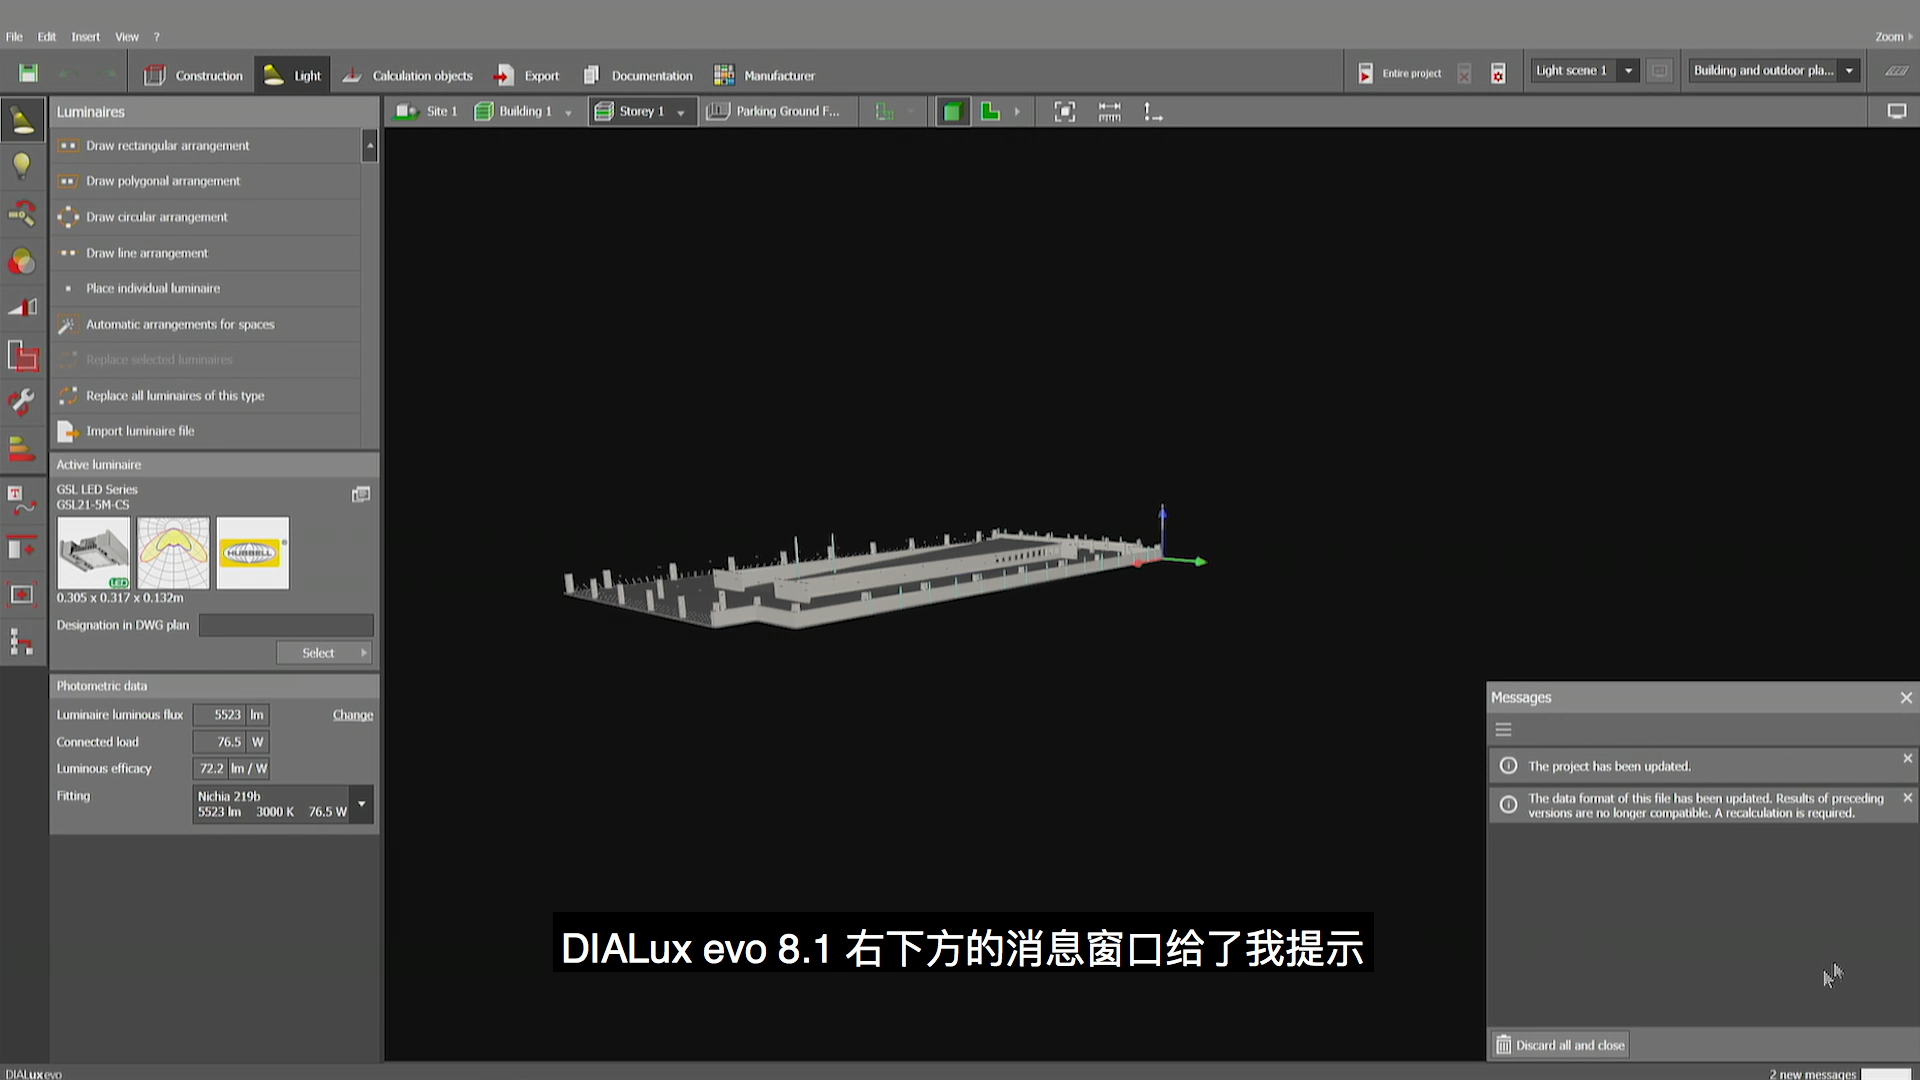 File Edit Insert View ?
Zoom
Construction Light Calculation objects Export Documentation Manufacturer
Entire project Light scene 1 Building and outdoor pla...
Luminaires
Site 1 Building 1 Storey 1 Parking Ground F...
Draw rectangular arrangement
Draw polygonal arrangement
Draw circular arrangement
Draw line arrangement
Place individual luminaire
Automatic arrangements for spaces
Replace selected luminaires
Replace all luminaires of this type
Import luminaire file
Active luminaire
GSL LED Series
GSL21-5M-CS
LED
HUBBELL
0.305 x 0.317 x 0.132m
Designation in DWG plan
Select
Photometric data
Luminaire luminous flux 5523 lm Change
Connected load 76.5 W
Luminous efficacy 72.2 lm / W
Fitting Nichia 219b
5523 lm 3000 K 76.5 W
Messages
The project has been updated.
The data format of this file has been updated. Results of preceding
versions are no longer compatible. A recalculation is required.
DIALux evo 8.1 右下方的消息窗口给了我提示
Discard all and close
DIALux evo
2 new messages